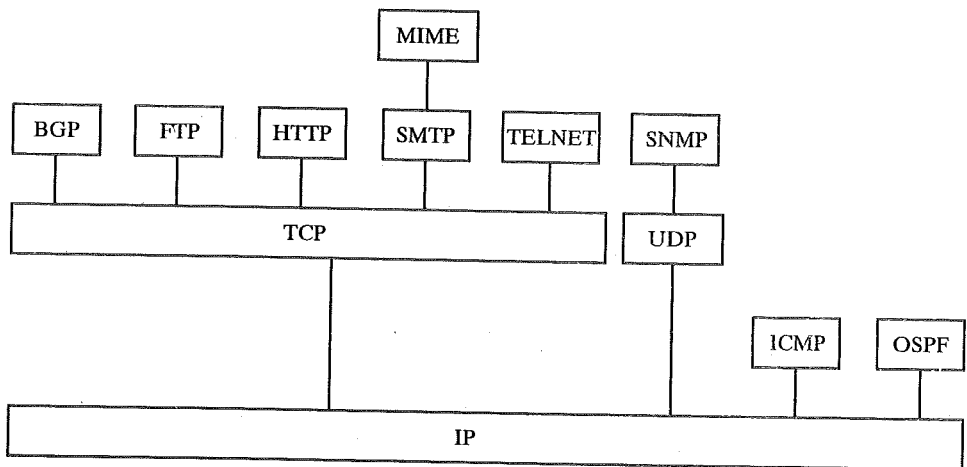 MIME
BGP
FTP
HTTP
SMTP
TELNET
SNMP
TCP
UDP
ICMP
OSPF
IP